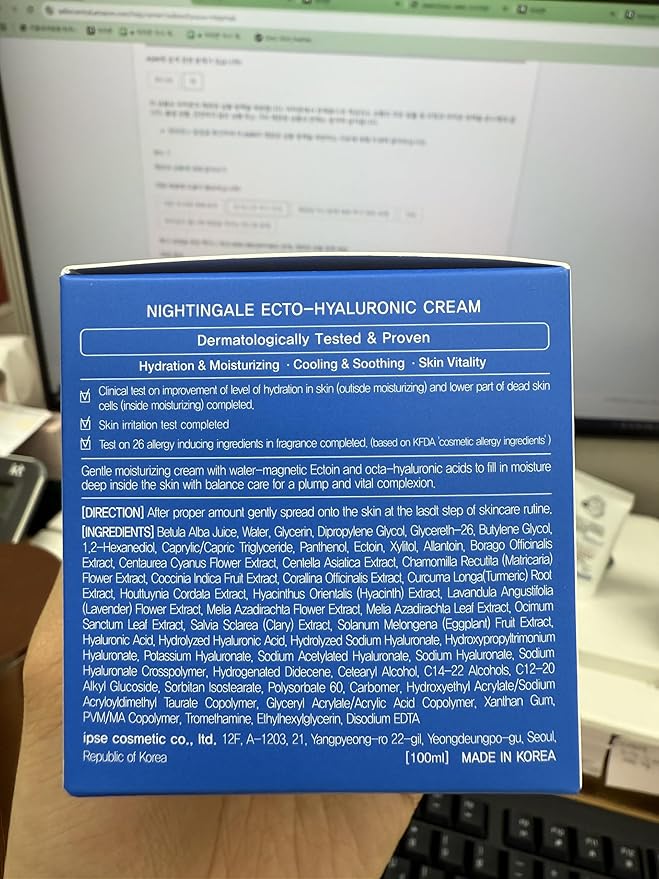 NIGHTINGALE ECTO-HYALURONIC CREAM
Dermatologically Tested & Proven
Hydration & Moisturizing · Cooling & Soothing · Skin Vitality
Clinical test on improvement of level of hydration in skin (outisde moisturizing) and lower part of dead skin
cells (inside moisturizing) completed.
Skin irritation test completed
Test on 26 allergy inducing ingredients in fragrance completed. (based on KFDA 'cosmetic allergy ingredients')
Gentle moisturizing cream with water-magnetic Ectoin and octa-hyaluronic acids to fill in moisture
deep inside the skin with balance care for a plump and vital complexion.
[DIRECTION] After proper amount gently spread onto the skin at the lasdt step of skincare rutine.
[INGREDIENTS] Betula Alba Juice, Water, Glycerin, Dipropylene Glycol, Glycereth-26, Butylene Glycol,
1,2-Hexanediol, Caprylic/Capric Triglyceride, Panthenol, Ectoin, Xylitol, Allantoin, Borago Officinalis
Extract, Centaurea Cyanus Flower Extract, Centella Asiatica Extract, Chamomilla Recutita (Matricaria)
Flower Extract, Coccinia Indica Fruit Extract, Corallina Officinalis Extract, Curcuma Longa(Turmeric) Root
Extract, Houttuynia Cordata Extract, Hyacinthus Orientalis (Hyacinth) Extract, Lavandula Angustifolia
(Lavender) Flower Extract, Melia Azadirachta Flower Extract, Melia Azadirachta Leaf Extract, Ocimum
Sanctum Leaf Extract, Salvia Sclarea (Clary) Extract, Solanum Melongena (Eggplant) Fruit Extract,
Hyaluronic Acid, Hydrolyzed Hyaluronic Acid, Hydrolyzed Sodium Hyaluronate, Hydroxypropyltrimonium
Hyaluronate, Potassium Hyaluronate, Sodium Acetylated Hyaluronate, Sodium Hyaluronate, Sodium
Hyaluronate Crosspolymer, Hydrogenated Didecene, Cetearyl Alcohol, C14-22 Alcohols, C12-20
Alkyl Glucoside, Sorbitan Isostearate, Polysorbate 60, Carbomer, Hydroxyethyl Acrylate/Sodium
Acryloyldimethyl Taurate Copolymer, Glyceryl Acrylate/Acrylic Acid Copolymer, Xanthan Gum,
PVM/MA Copolymer, Tromethamine, Ethylhexylglycerin, Disodium EDTA
ipse cosmetic co., ltd. 12F, A-1203, 21, Yangpyeong-ro 22-gil, Yeongdeungpo-gu, Seoul,
Republic of Korea [100ml] MADE IN KOREA